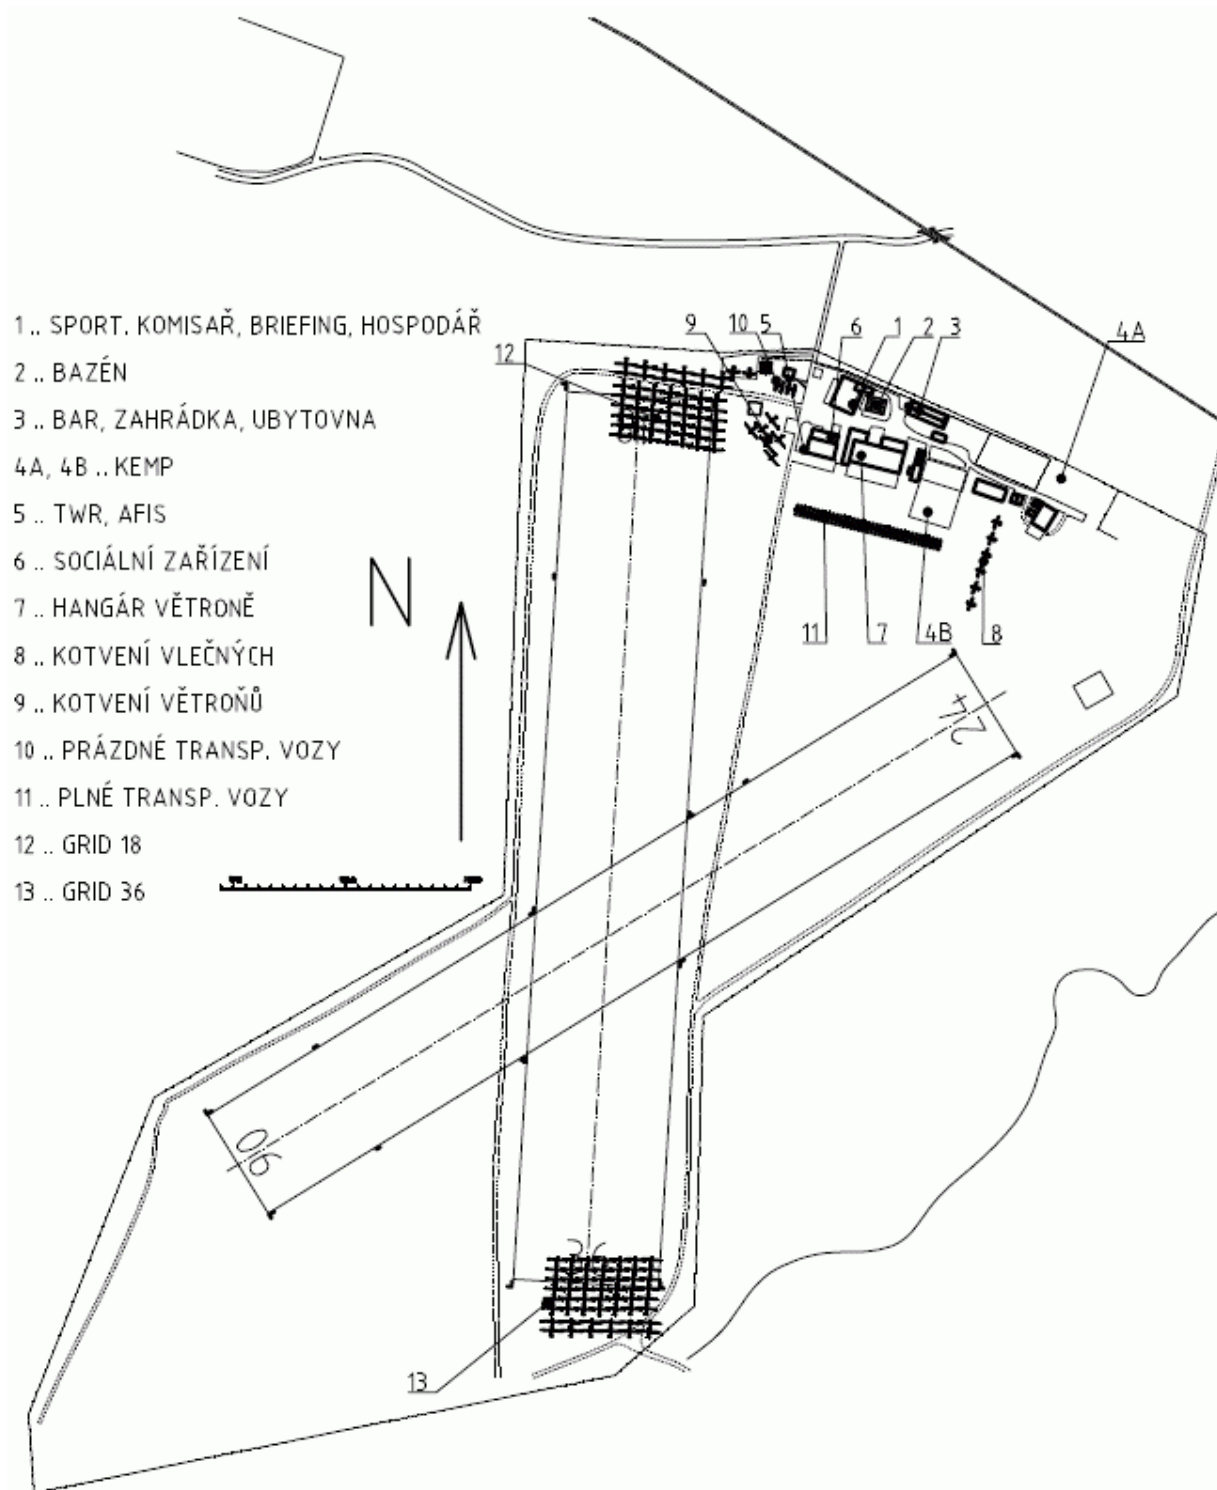 1 .. SPORT. KOMISAŘ, BRIEFING, HOSPODÁŘ
2 .. BAZÉN
3 .. BAR, ZAHRÁDKA, UBYTOVNA
4A, 4B .. KEMP
5 .. TWR, AFIS
6 .. SOCIÁLNÍ ZAŘÍZENÍ
7 .. HANGÁR VĚTRONĚ
8 .. KOTVENÍ VLEČNÝCH
9 .. KOTVENÍ VĚTROŇŮ
10 .. PRÁZDNÉ TRANSP. VOZY
11 .. PLNÉ TRANSP. VOZY
12 .. GRID 18
13 .. GRID 36
N
12
9
10
5
6
1
2
3
4A
11
7
4B
8
24
06
13